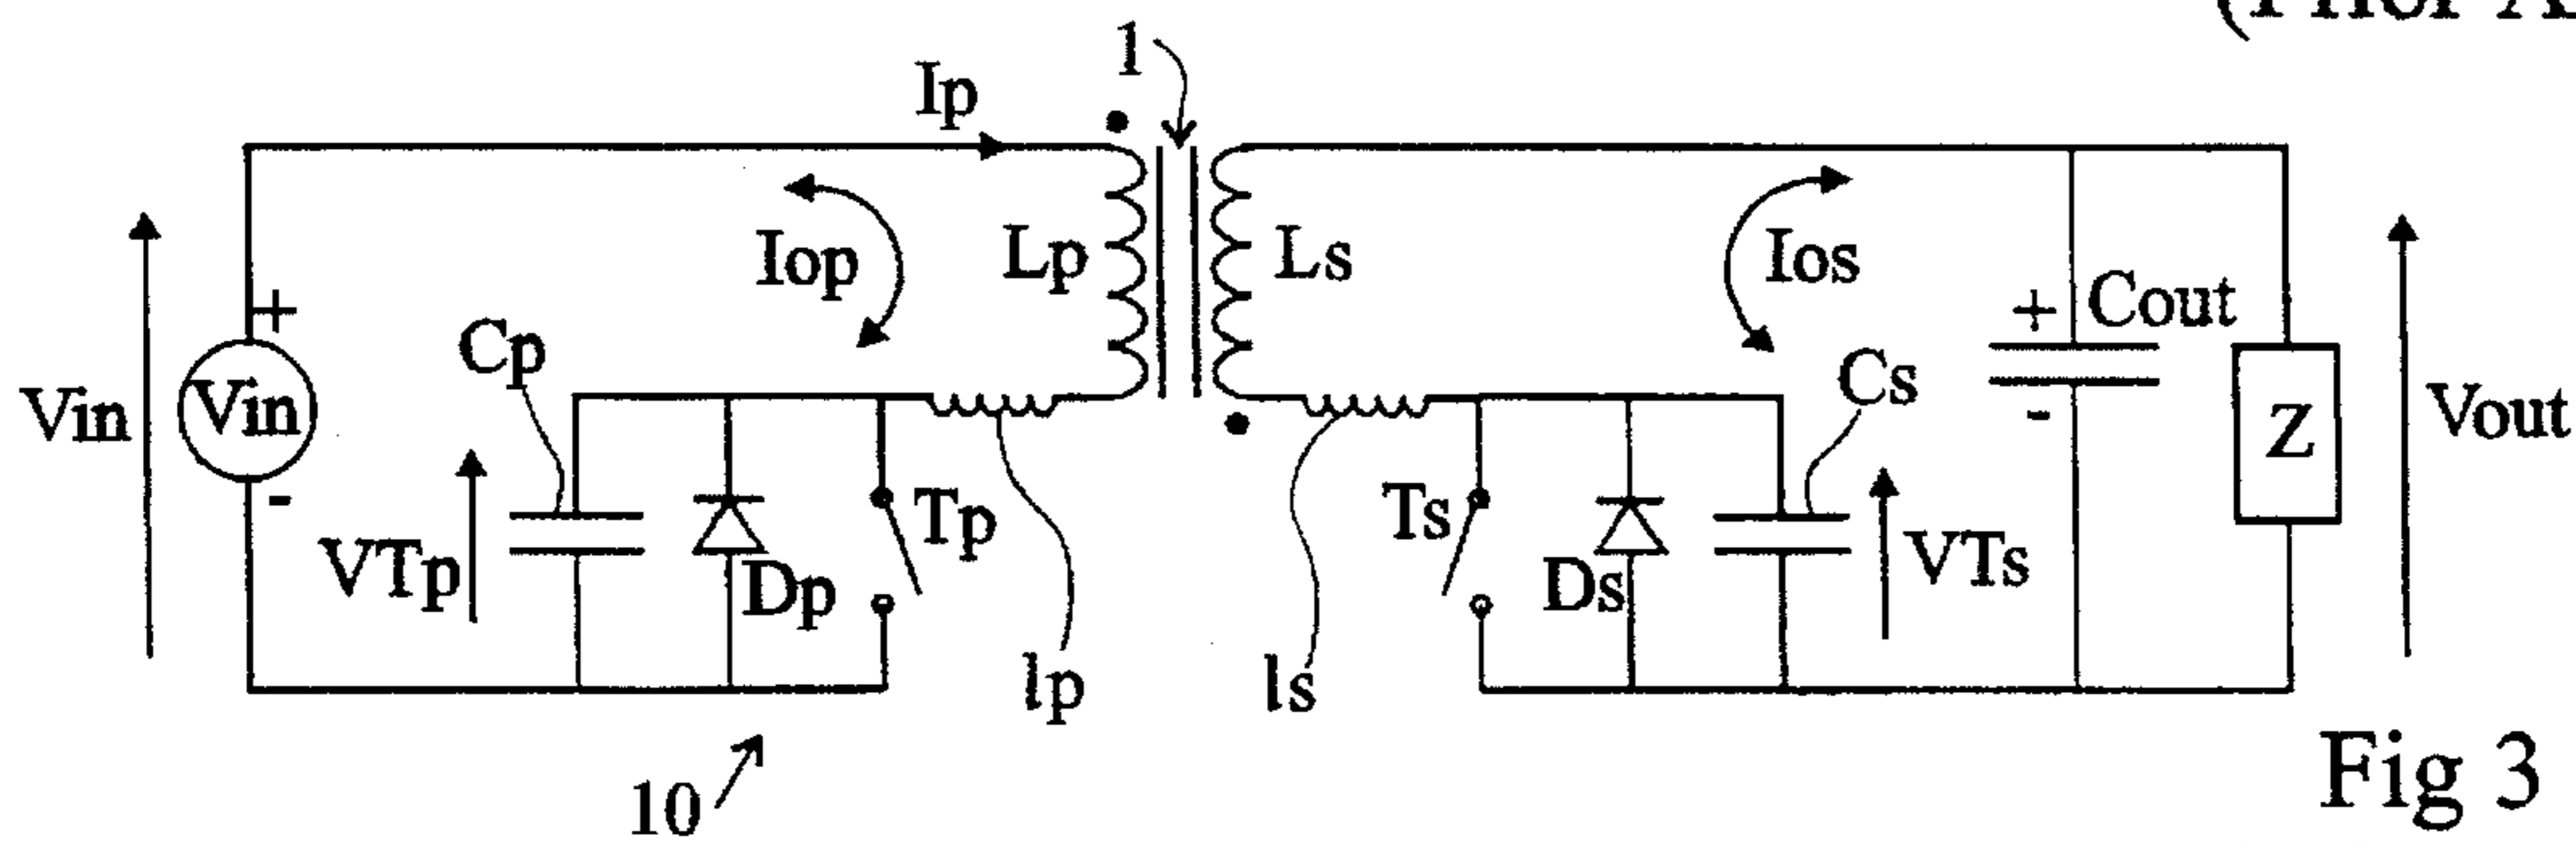 1
Ip
Iop
Lp
Ls
Ios
+
+
Cout
Cp
Cs
Vin
Vin
-
Z
Vout
-
Tp
Ts
VTp
Dp
Ds
VTs
lp
ls
10
Fig 3